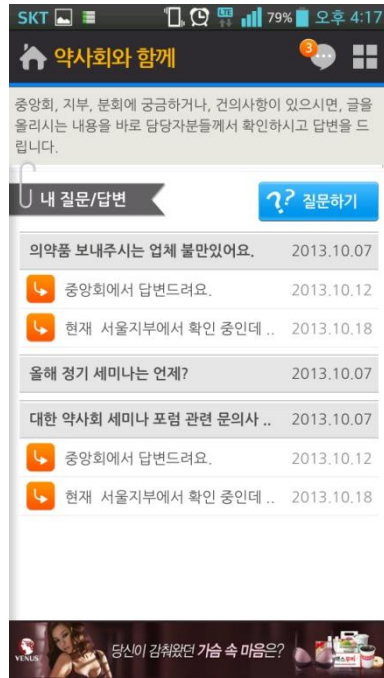 SKT 79% 오후 4:17
약사회와 함께 3
중앙회, 지부, 분회에 궁금하거나, 건의사항이 있으시면, 글을
올리시는 내용을 바로 담당자분들께서 확인하시고 답변을 드
립니다.
내 질문/답변 ?? 질문하기
의약품 보내주시는 업체 불만있어요. 2013.10.07
중앙회에서 답변드려요. 2013.10.12
현재 서울지부에서 확인 중인데 .. 2013.10.18
올해 정기 세미나는 언제? 2013.10.07
대한 약사회 세미나 포럼 관련 문의사 .. 2013.10.07
중앙회에서 답변드려요. 2013.10.12
현재 서울지부에서 확인 중인데 .. 2013.10.18
VENUS 당신이 감춰왔던 가슴 속 마음은?